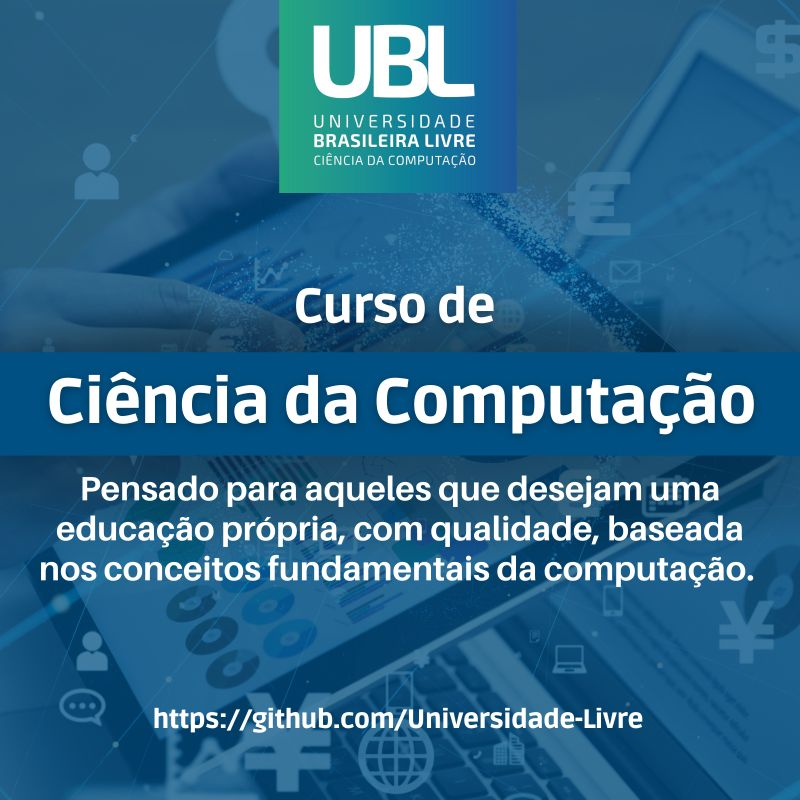 UBL
UNIVERSIDADE
BRASILEIRA LIVRE
CIÊNCIA DA COMPUTAÇÃO
Curso de
Ciência da Computação
Pensado para aqueles que desejam uma
educação própria, com qualidade, baseada
nos conceitos fundamentais da computação.
https://github.com/Universidade-Livre